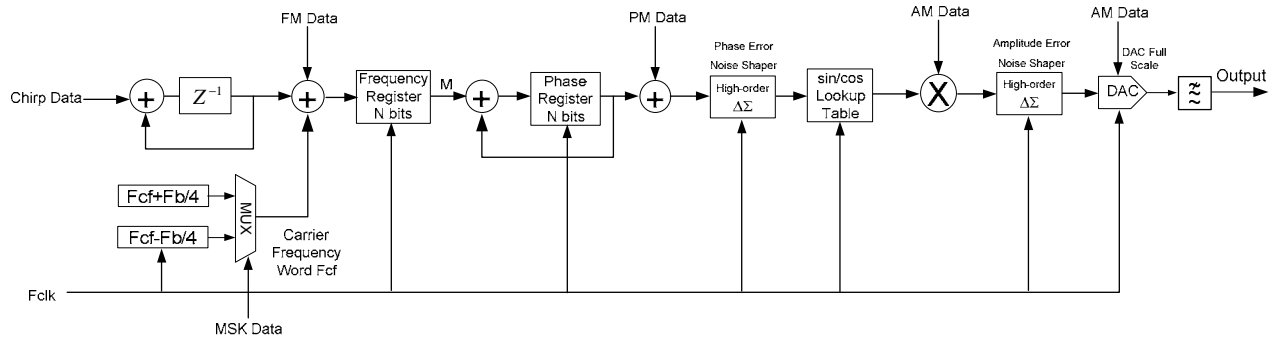 FM Data
PM Data
AM Data
AM Data
Phase Error
Noise Shaper
Amplitude Error
Noise Shaper
DAC Full
Scale
Chirp Data
+
Z⁻¹
+
Frequency
Register
N bits
M
+
Phase
Register
N bits
+
High-order
ΔΣ
sin/cos
Lookup
Table
X
High-order
ΔΣ
DAC
Output
Fcf+Fb/4
Fcf-Fb/4
MUX
Carrier
Frequency
Word Fcf
Fclk
MSK Data